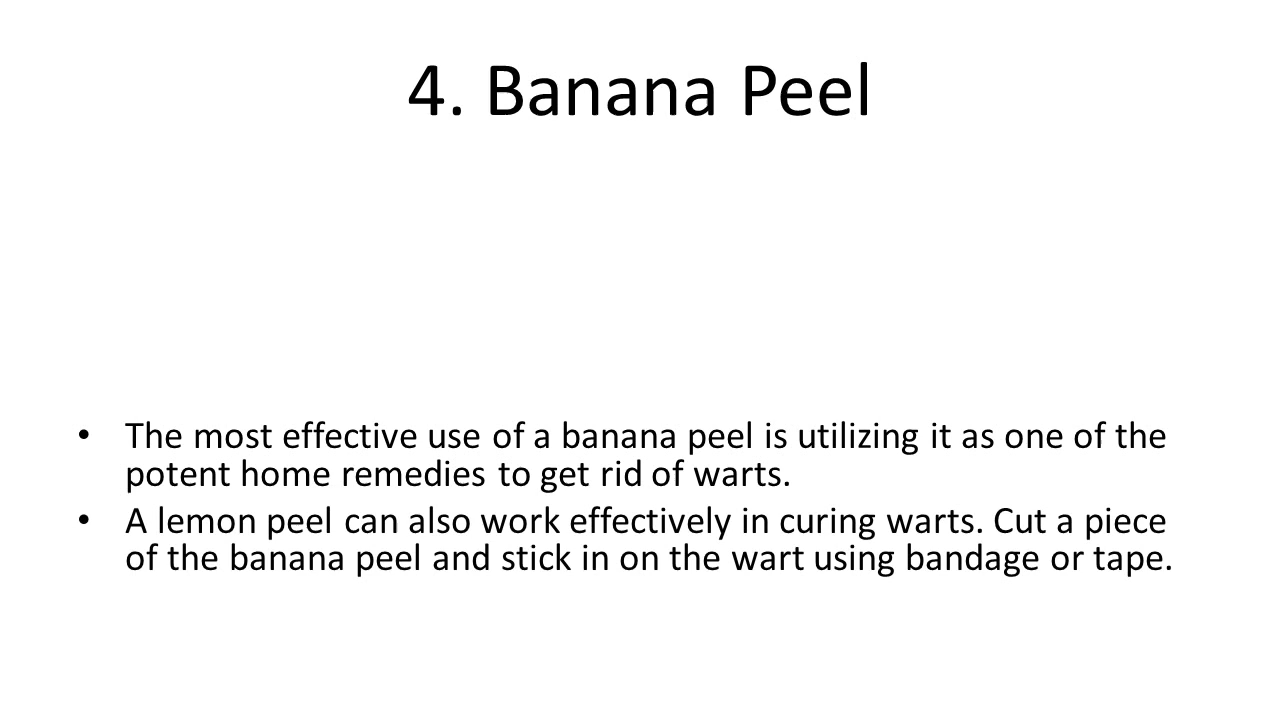 4. Banana Peel
• The most effective use of a banana peel is utilizing it as one of the
potent home remedies to get rid of warts.
• A lemon peel can also work effectively in curing warts. Cut a piece
of the banana peel and stick in on the wart using bandage or tape.